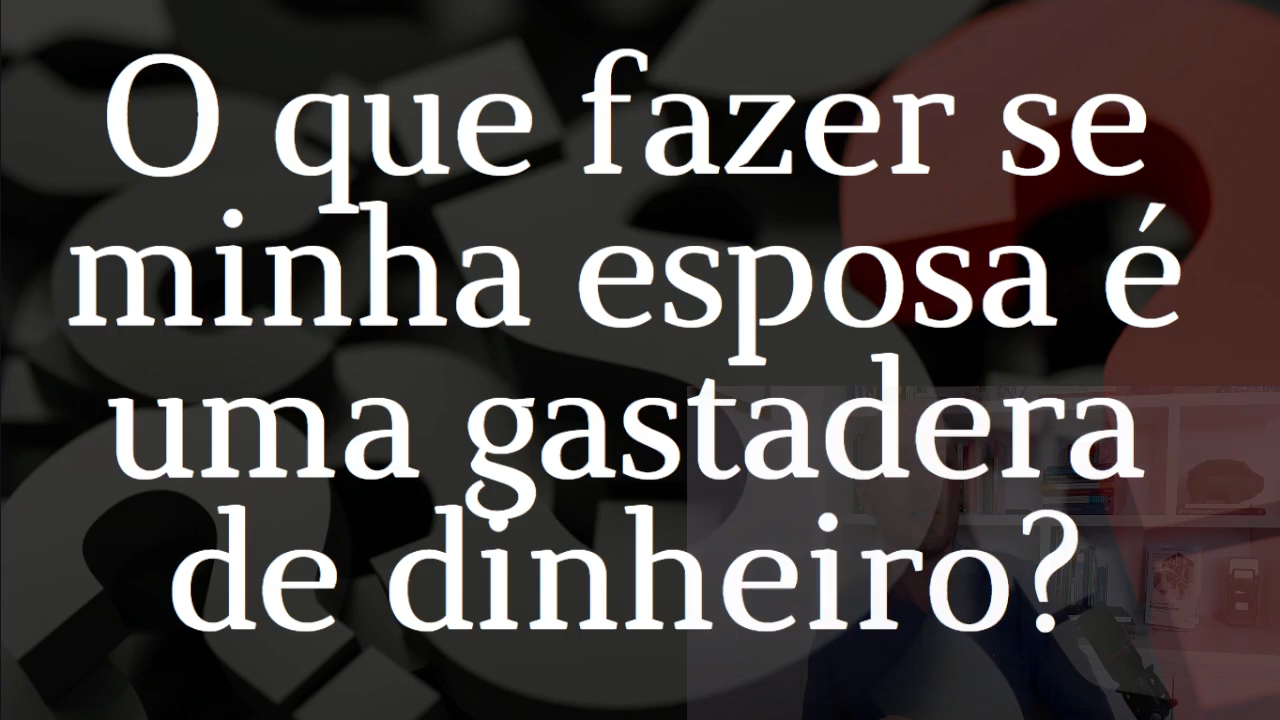 O que fazer se
minha esposa é
uma gastadera
de dinheiro?